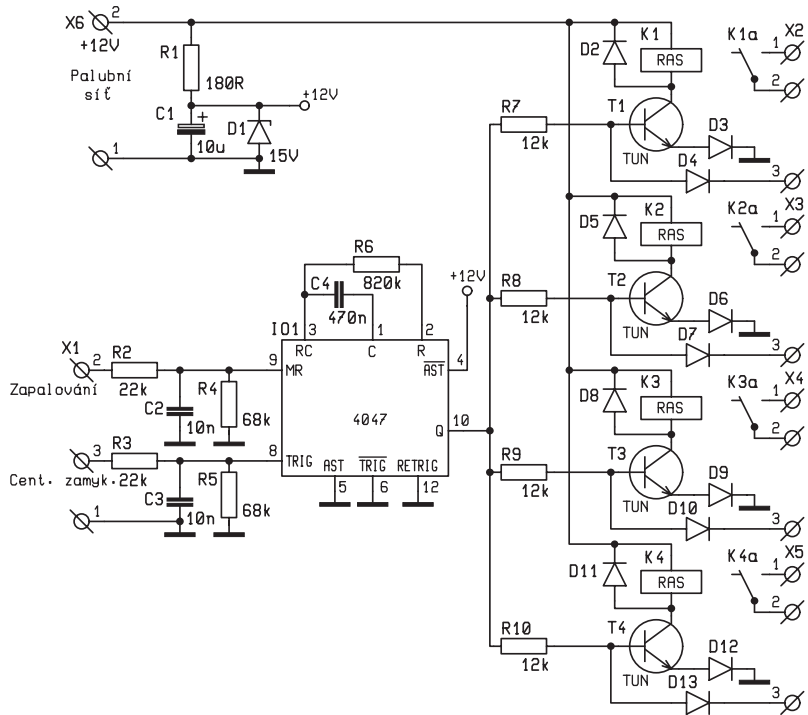 X6
2
+12V
Palubní
síť
1
R1
180R
C1
+
10u
D1
15V
+12V
K1
D2
RAS
K1a
X2
1
2
R7
12k
T1
TUN
D3
D4
3
K2
D5
RAS
K2a
X3
1
2
R8
12k
T2
TUN
D6
D7
3
R6
820k
C4
470n
+12V
IO1
3
1
2
RC
C
R
4
AST
X1
2
R2
22k
9
MR
Zapalování
C2
10n
R4
68k
4047
Q
10
3
R3
22k
8
TRIG
AST
TRIG
RETRIG
5
6
12
Cent. zamyk.
C3
10n
R5
68k
1
K3
D8
RAS
K3a
X4
1
2
R9
12k
T3
TUN
D9
D10
3
K4
D11
RAS
K4a
X5
1
2
R10
12k
T4
TUN
D12
D13
3